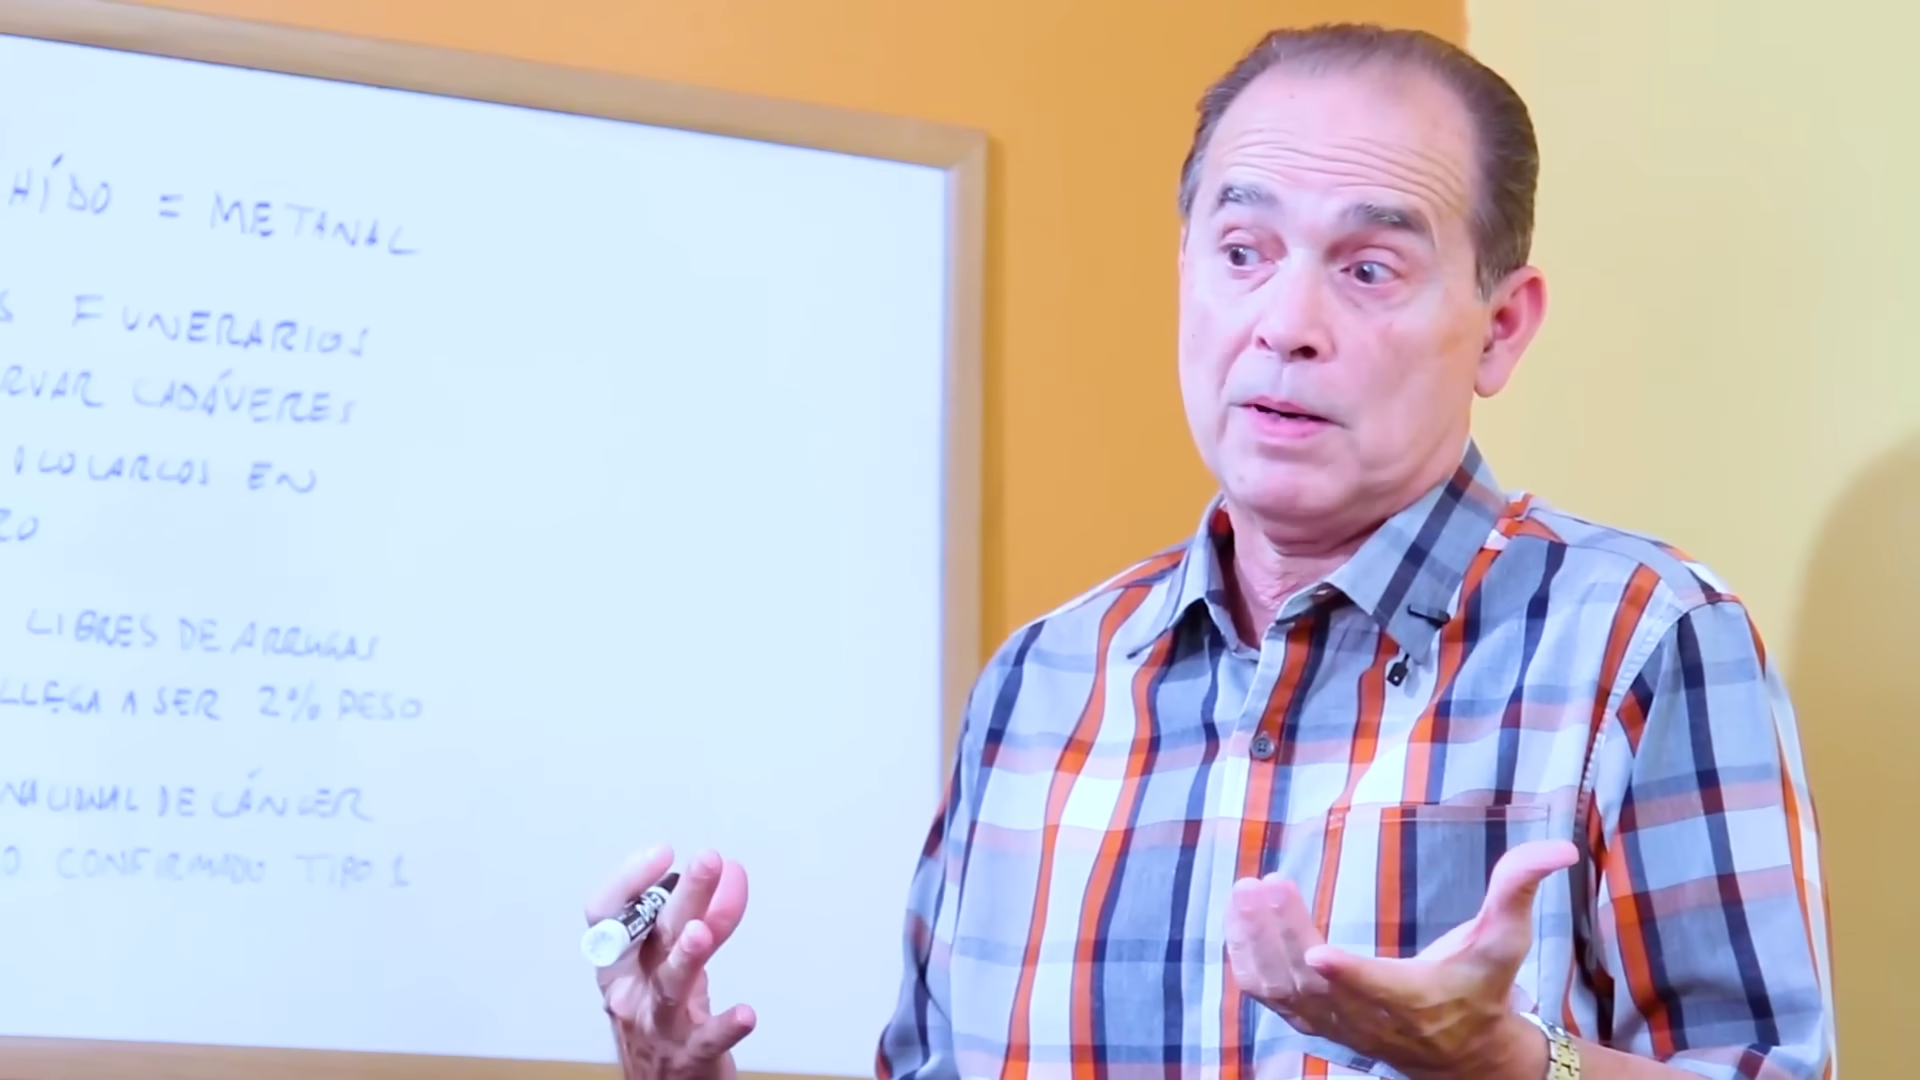 HÍDO = METANAL
S FUNERARIOS
RVAR CADÁVERES
EN
RO
LIBRES DE ARRUGAS
LLEGA A SER 2% PESO
NACIONAL DE CÁNCER
O CONFIRMADO TIPO 1